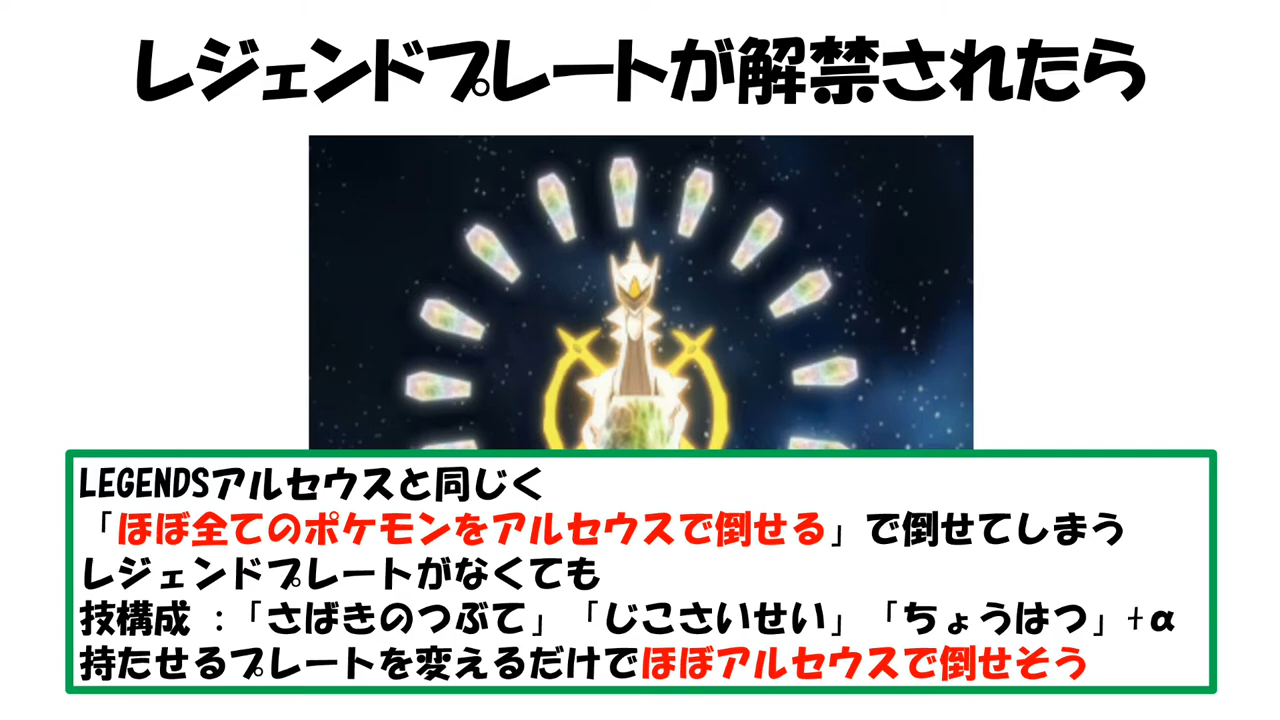 レジェンドプレートが解禁されたら
LEGENDSアルセウスと同じく
「ほぼ全てのポケモンをアルセウスで倒せる」で倒せてしまう
レジェンドプレートがなくても
技構成 :「さばきのつぶて」「じこさいせい」「ちょうはつ」+α
持たせるプレートを変えるだけでほぼアルセウスで倒せそう